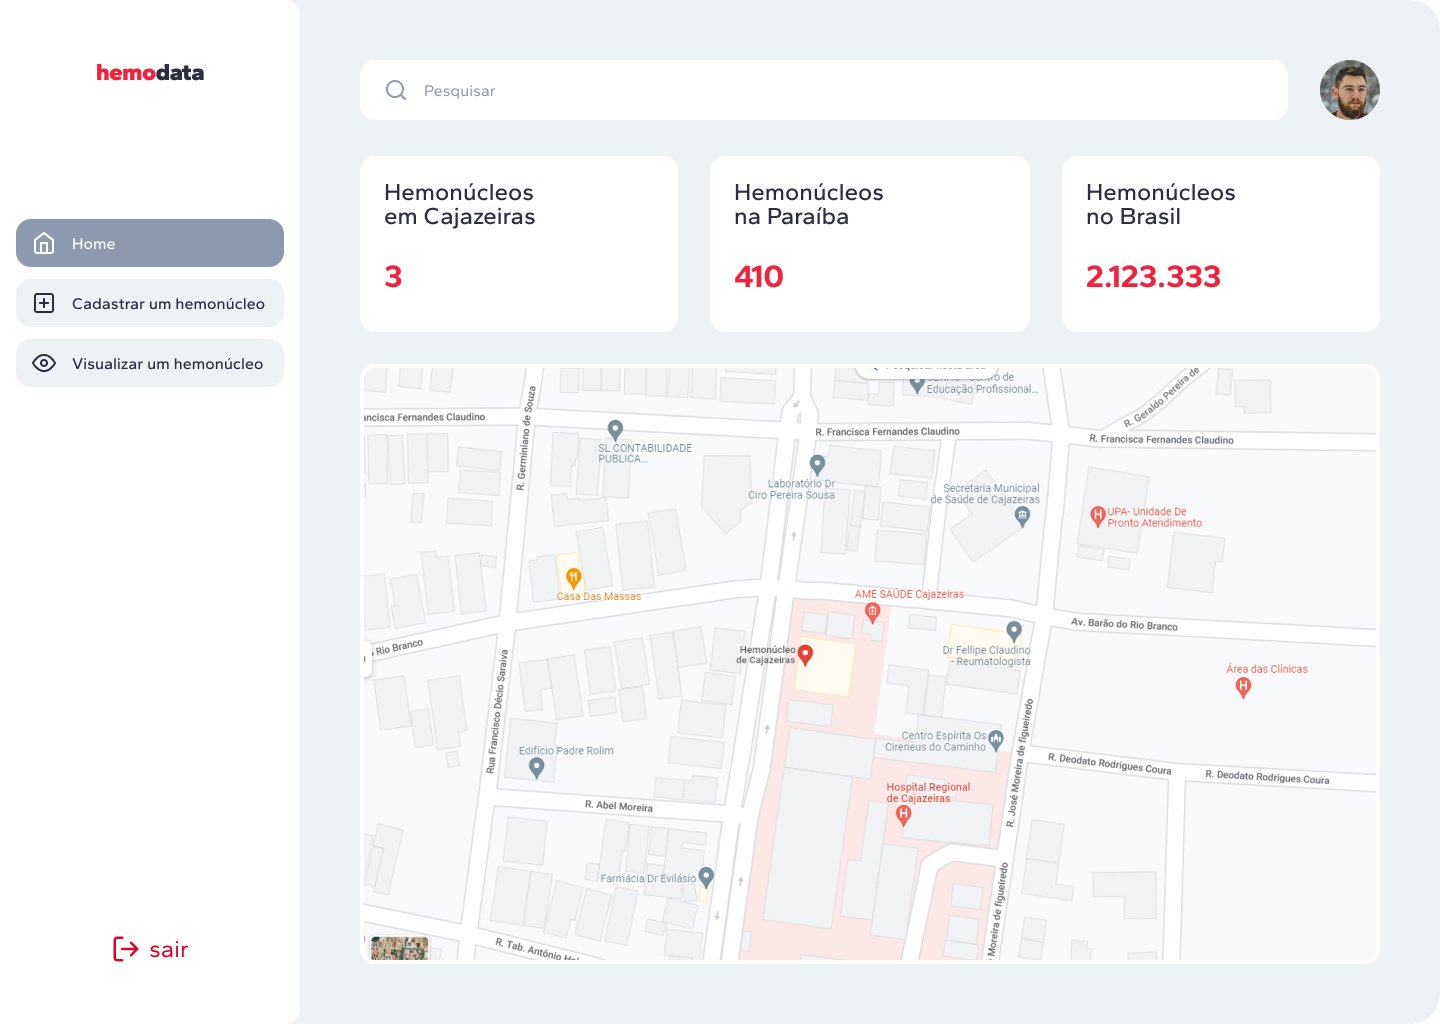 hemodata
Pesquisar
Home
Cadastrar um hemonúcleo
Visualizar um hemonúcleo
sair
Hemonúcleos
em Cajazeiras
3
Hemonúcleos
na Paraíba
410
Hemonúcleos
no Brasil
2.123.333
Educação Profissional...
R. Geraldo Pereira de
ncisca Fernandes Claudino
R. Germiniano de Souza
R. Francisca Fernandes Claudino
R. Francisca Fernandes Claudino
SL CONTABILIDADE
PÚBLICA...
Laboratório Dr
Ciro Pereira Sousa
Secretaria Municipal
de Saúde de Cajazeiras
UPA- Unidade De
Pronto Atendimento
Casa Das Massas
AME SAÚDE Cajazeiras
Av. Barão do Rio Branco
o Rio Branco
Hemonúcleo
de Cajazeiras
Dr Fellipe Claudino
- Reumatologista
Área das Clínicas
Rua Francisco Décio Saraiva
Edifício Padre Rolim
Centro Espírita Os
Cireneus do Caminho
R. José Moreira de figueiredo
R. Deodato Rodrigues Coura
R. Deodato Rodrigues Coura
R. Abel Moreira
Hospital Regional
de Cajazeiras
Farmácia Dr Evilásio
Moreira de figueiredo
R. Tab. Antônio